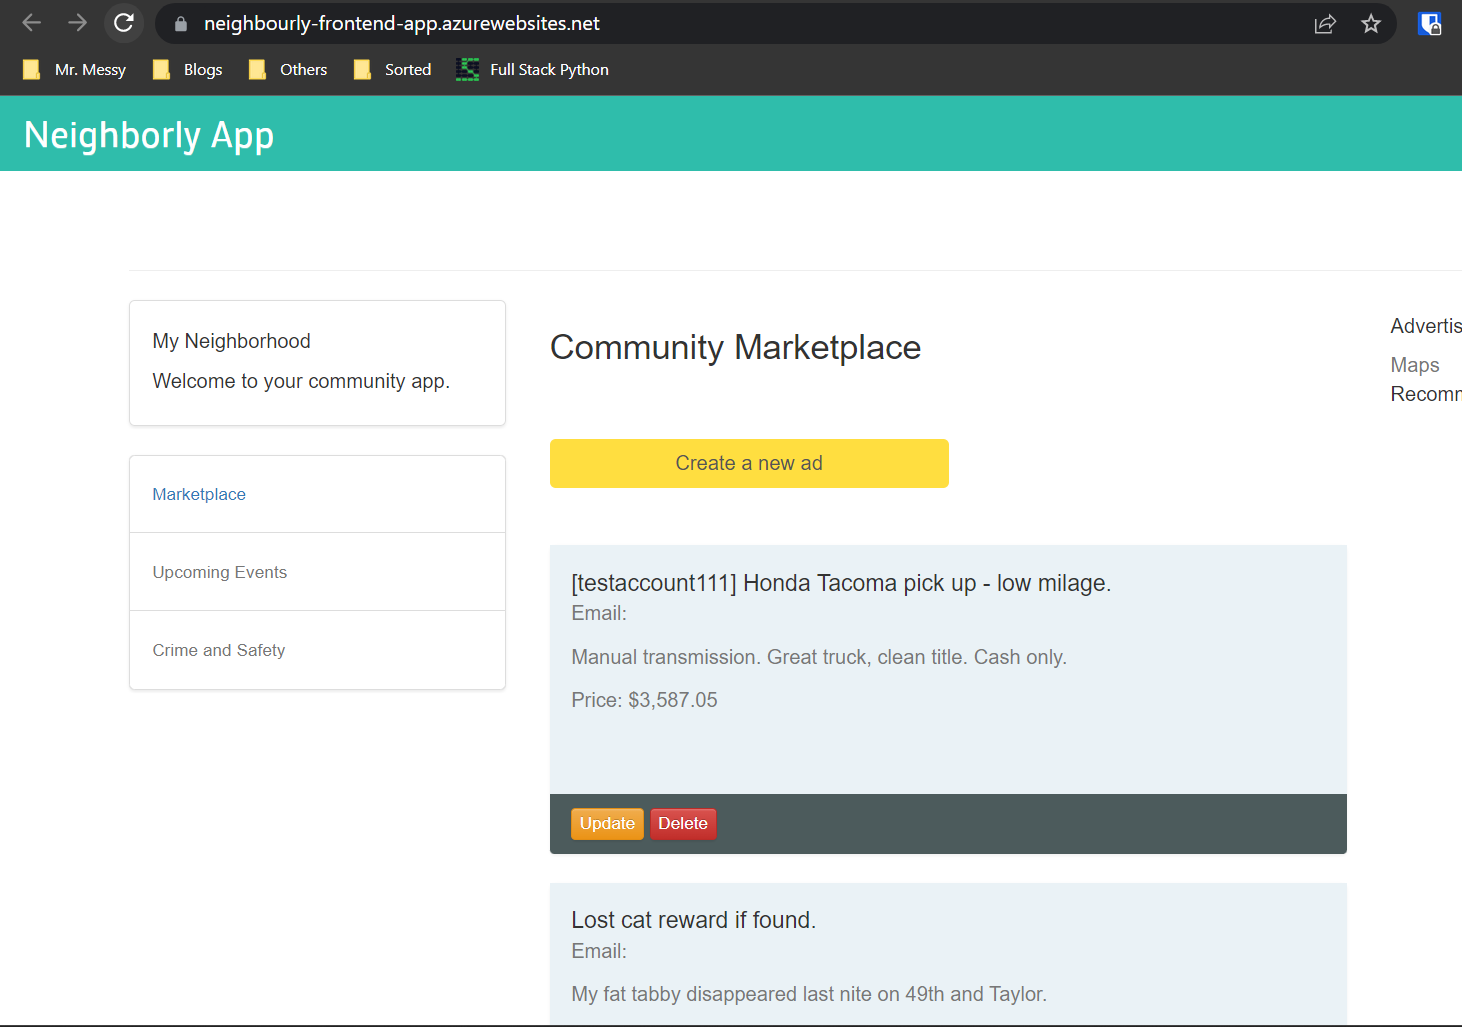 neighbourly-frontend-app.azurewebsites.net
Mr. Messy Blogs Others Sorted Full Stack Python
Neighborly App
My Neighborhood
Welcome to your community app.
Marketplace
Upcoming Events
Crime and Safety
Community Marketplace
Create a new ad
[testaccount111] Honda Tacoma pick up - low milage.
Email:
Manual transmission. Great truck, clean title. Cash only.
Price: $3,587.05
Update Delete
Lost cat reward if found.
Email:
My fat tabby disappeared last nite on 49th and Taylor.
Advertis
Maps
Recomm